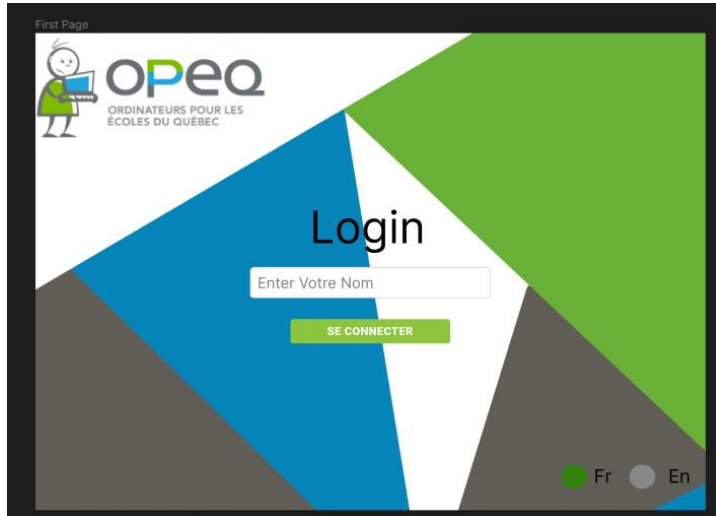 First Page
OPeQ
ORDINATEURS POUR LES
ÉCOLES DU QUÉBEC
Login
Enter Votre Nom
SE CONNECTER
Fr En